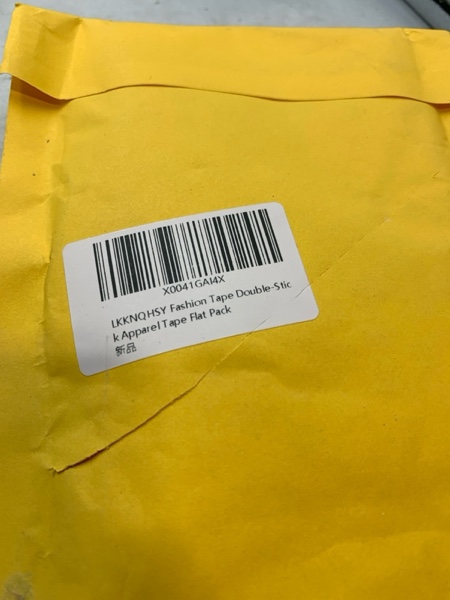 X0041GAI4X
LKKNQHSY Fashion Tape Double-Stic
k Apparel Tape Flat Pack
新品